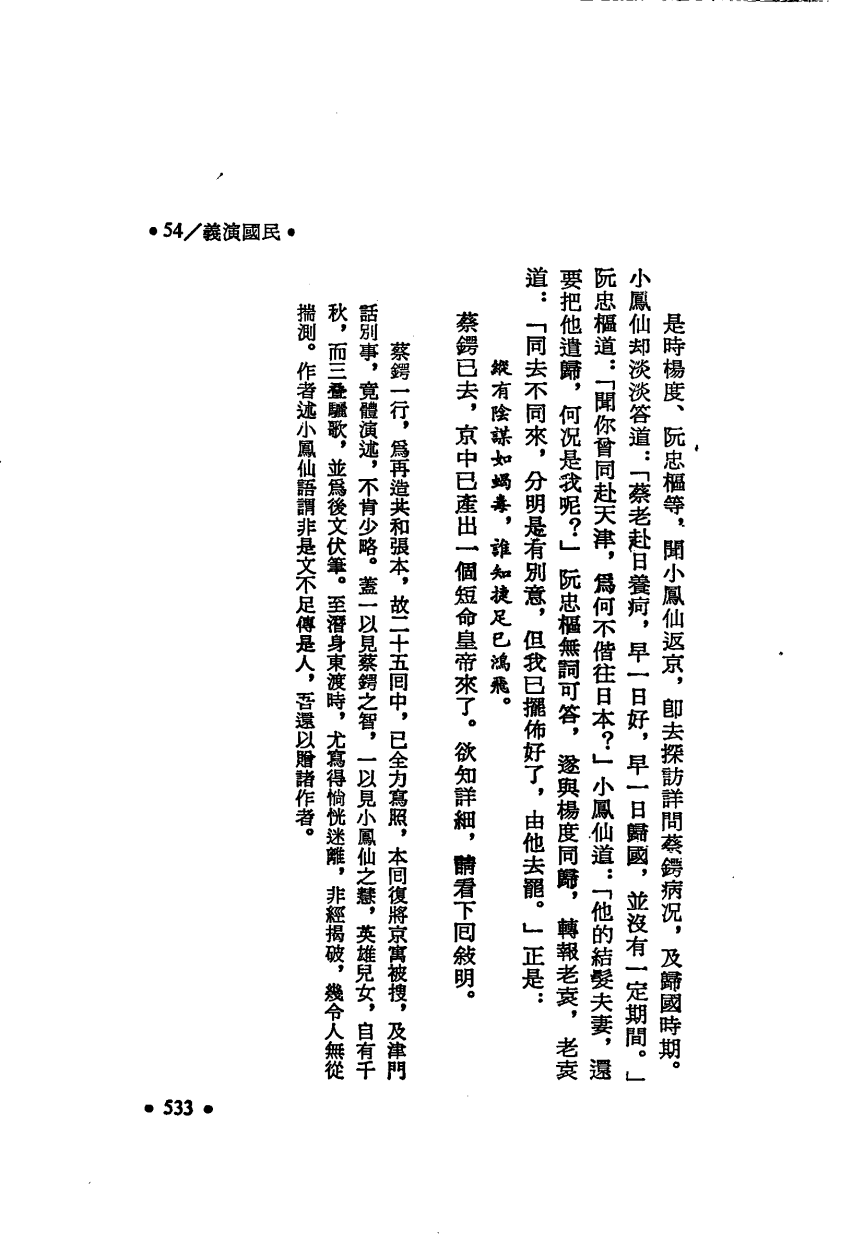 •54/義演國民•
是時楊度、阮忠樞等，聞小鳳仙返京，卽去探訪詳問蔡鍔病況，及歸國時期。
小鳳仙却淡淡答道：「蔡老赴日養疴，早一日好，早一日歸國，並沒有一定期間。」
阮忠樞道：「聞你曾同赴天津，爲何不偕往日本？」小鳳仙道：「他的結髮夫妻，還
要把他遣歸，何況是我呢？」阮忠樞無詞可答，遂與楊度同歸，轉報老袁，老袁
道：「同去不同來，分明是有別意，但我已擺佈好了，由他去罷。」正是：
縱有陰謀如蝎毒，誰知捷足已鴻飛。
蔡鍔已去，京中已產出一個短命皇帝來了。欲知詳細，請看下回敍明。
蔡鍔一行，爲再造共和張本，故二十五回中，已全力寫照，本回復將京寓被搜，及津門
話別事，竟體演述，不肯少略。蓋一以見蔡鍔之智，一以見小鳳仙之慧，英雄兒女，自有千
秋，而三疊驪歌，並爲後文伏筆。至潛身東渡時，尤寫得惝恍迷離，非經揭破，幾令人無從
揣測。作者述小鳳仙語謂非是文不足傳是人，吾還以贈諸作者。
•533•